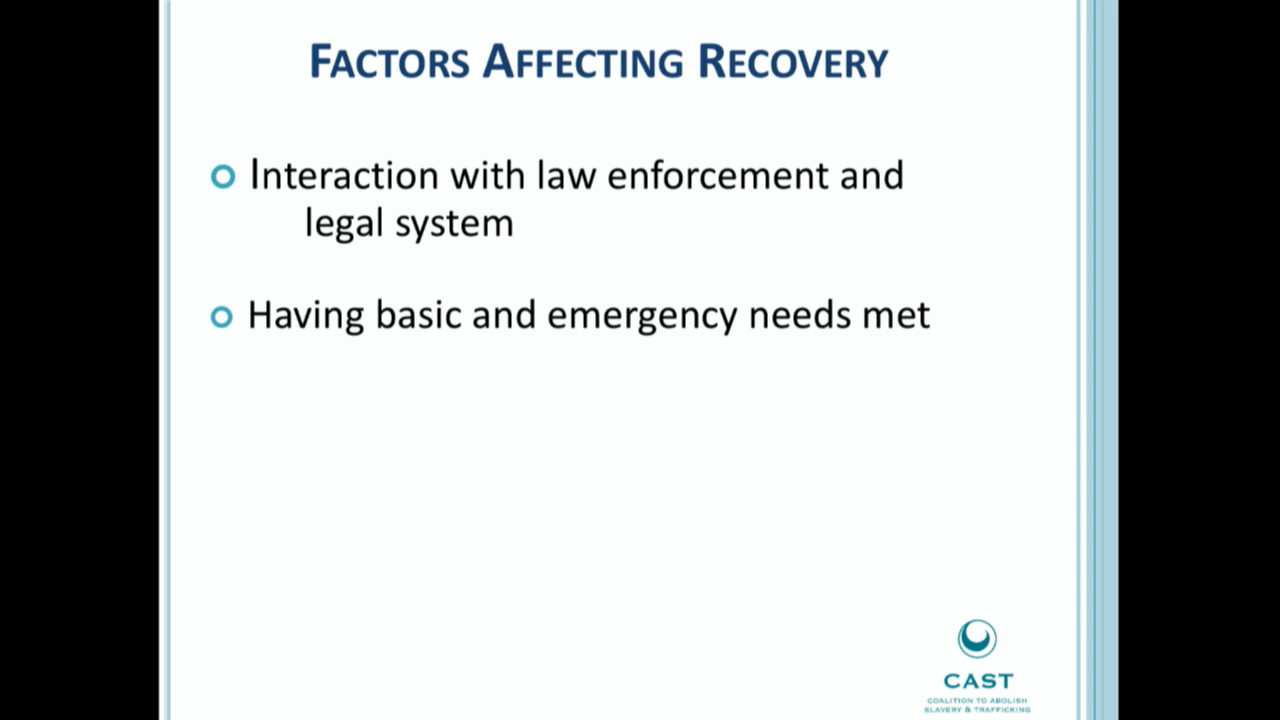 FACTORS AFFECTING RECOVERY
Interaction with law enforcement and
legal system
Having basic and emergency needs met
CAST
COALITION TO ABOLISH
SLAVERY & TRAFFICKING